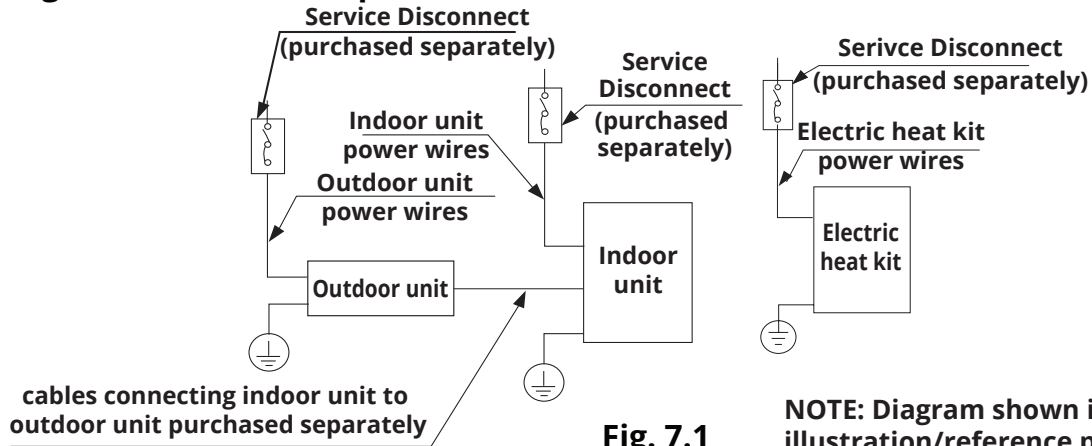 Service Disconnect
(purchased separately)
Service
Disconnect
(purchased
separately)
Serivce Disconnect
(purchased separately)
Indoor unit
power wires
Electric heat kit
power wires
Outdoor unit
power wires
Outdoor unit
Indoor
unit
Electric
heat kit
cables connecting indoor unit to
outdoor unit purchased separately
Fig. 7.1
NOTE: Diagram shown i
illustration/reference